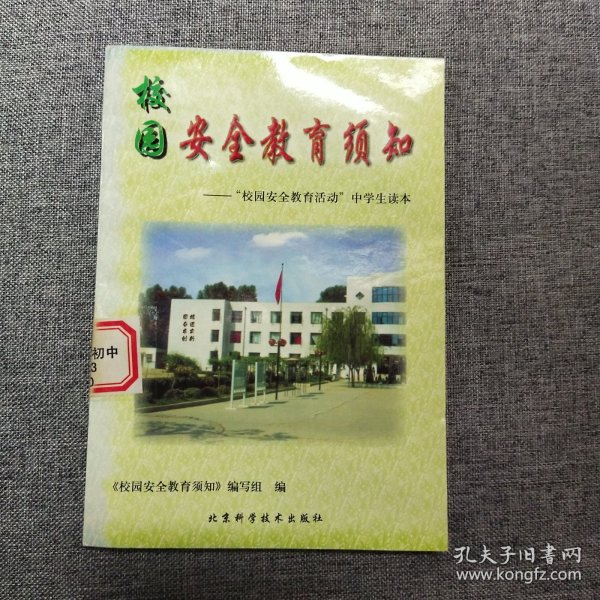 校园
安全教育须知
——“校园安全教育活动”中学生读本
初中
3
)
《校园安全教育须知》编写组 编
北京科学技术出版社
孔夫子旧书网
www.kongfz.com